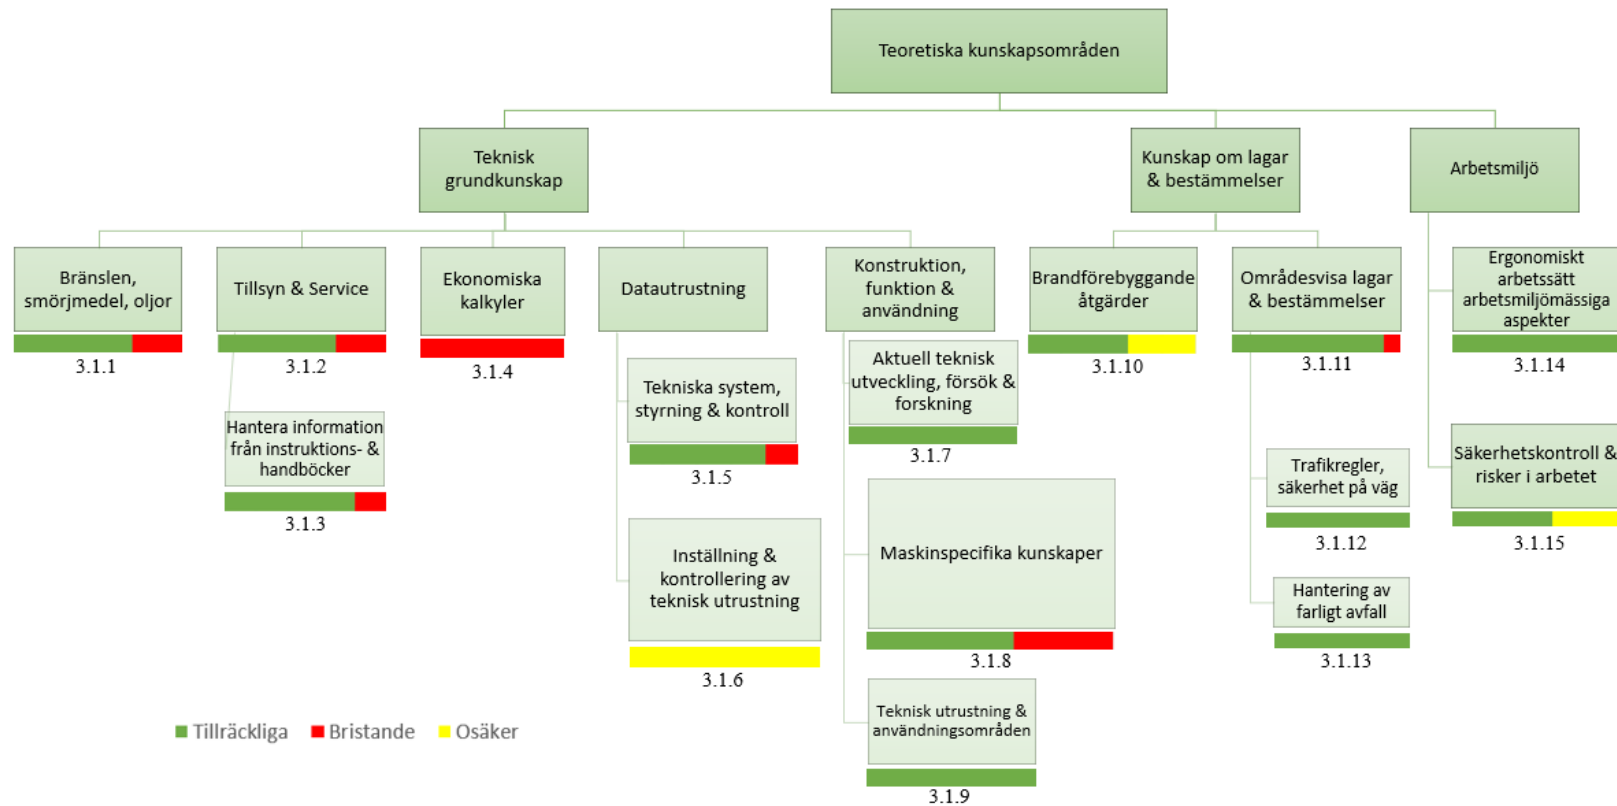 Teoretiska kunskapsområden
Teknisk
grundkunskap
Kunskap om lagar
& bestämmelser
Arbetsmiljö
Bränslen,
smörjmedel, oljor
3.1.1
Tillsyn & Service
3.1.2
Hantera information
från instruktions- &
handböcker
3.1.3
Ekonomiska
kalkyler
3.1.4
Datautrustning
Tekniska system,
styrning & kontroll
3.1.5
Inställning &
kontrollering av
teknisk utrustning
3.1.6
Konstruktion,
funktion &
användning
Aktuell teknisk
utveckling, försök &
forskning
3.1.7
Maskinspecifika kunskaper
3.1.8
Teknisk utrustning &
användningsområden
3.1.9
Brandförebyggande
åtgärder
3.1.10
Områdesvisa lagar
& bestämmelser
3.1.11
Trafikregler,
säkerhet på väg
3.1.12
Hantering av
farligt avfall
3.1.13
Ergonomiskt
arbetssätt
arbetsmiljömässiga
aspekter
3.1.14
Säkerhetskontroll &
risker i arbetet
3.1.15
Tillräckliga
Bristande
Osäker